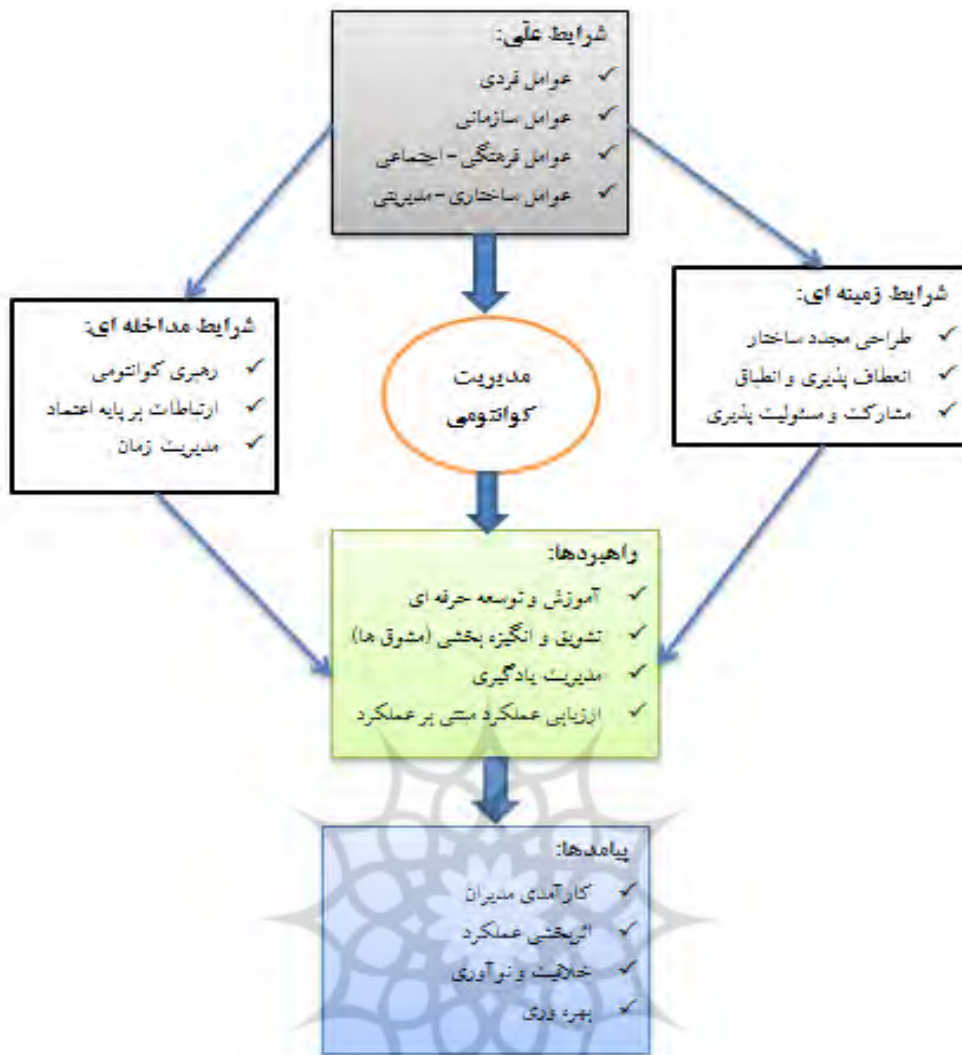 شرایط علّی:
✓ عوامل فردی
✓ عوامل سازمانی
✓ عوامل فرهنگی - اجتماعی
✓ عوامل ساختاری - مدیریتی
شرایط زمینه ای:
✓ طراحی مجدد ساختار
✓ انعطاف پذیری و انطباق
✓ مشارکت و مسئولیت پذیری
مدیریت
کوانتومی
شرایط مداخله ای:
✓ رهبری کوانتومی
✓ ارتباطات بر پایه اعتماد
✓ مدیریت زمان
راهبردها:
✓ آموزش و توسعه حرفه ای
✓ تشویق و انگیزه بخشی (مشوق ها)
✓ مدیریت یادگیری
✓ ارزیابی عملکرد مبتنی بر عملکرد
پیامدها:
✓ کارآمدی مدیران
✓ اثربخشی عملکرد
✓ خلاقیت و نوآوری
✓ بهره وری